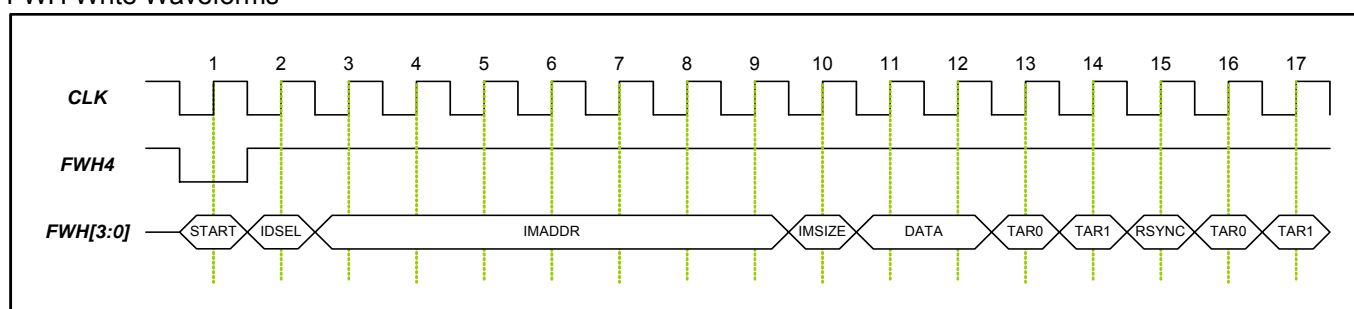 FWH Write Waveforms
1 2 3 4 5 6 7 8 9 10 11 12 13 14 15 16 17
CLK
FWH4
FWH[3:0] START IDSEL IMADDR IMSIZE DATA TAR0 TAR1 RSYNC TAR0 TAR1